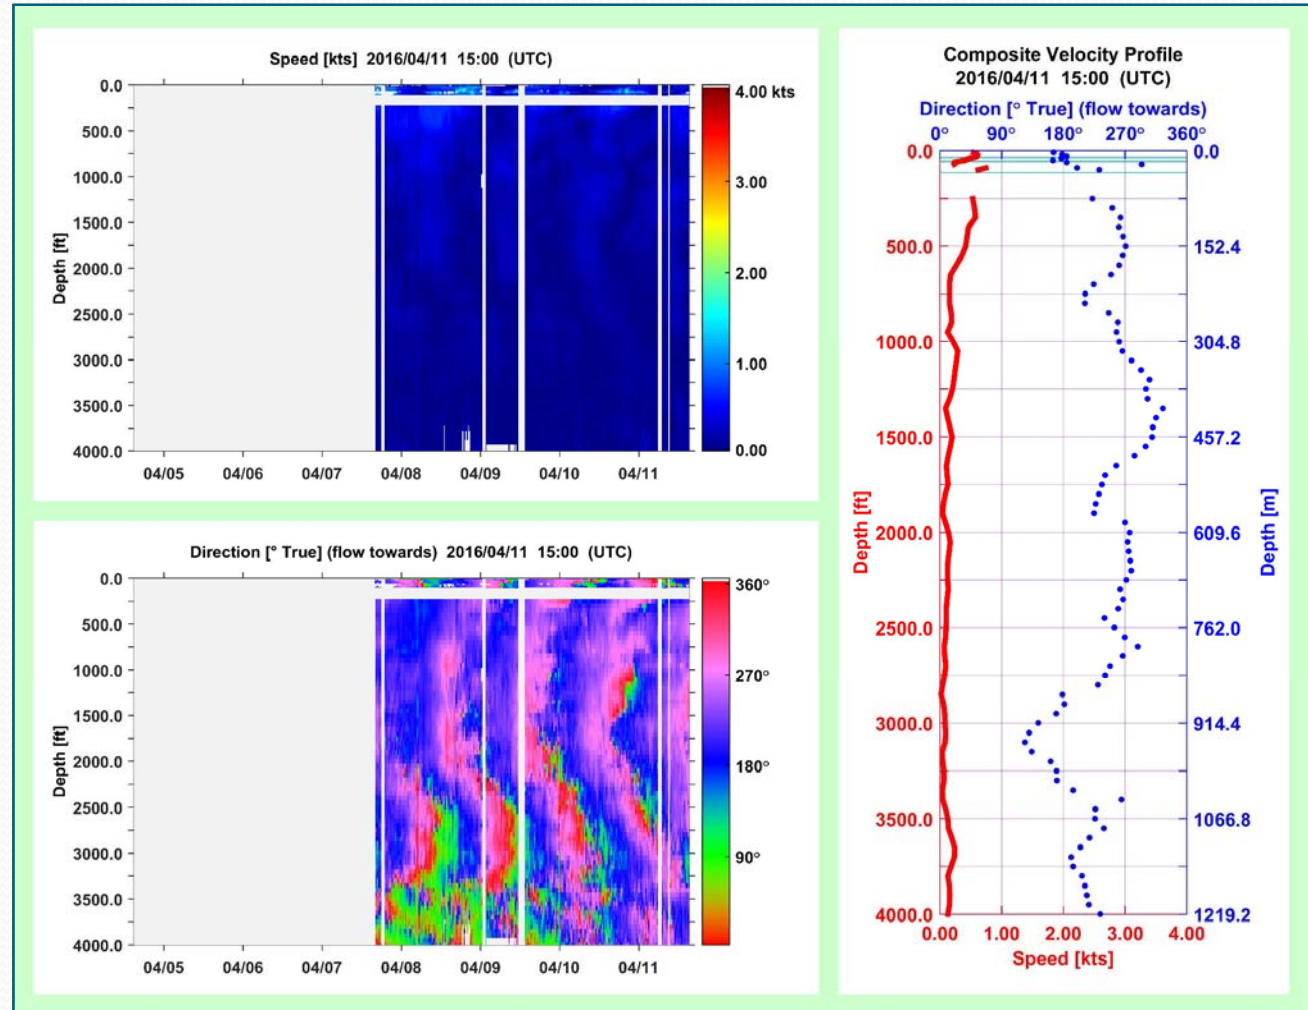 Speed [kts]  2016/04/11  15:00  (UTC)
0.0
500.0
1000.0
1500.0
2000.0
2500.0
3000.0
3500.0
4000.0
Depth [ft]
04/05 04/06 04/07 04/08 04/09 04/10 04/11
4.00 kts
3.00
2.00
1.00
0.00
Direction [° True] (flow towards)  2016/04/11  15:00  (UTC)
0.0
500.0
1000.0
1500.0
2000.0
2500.0
3000.0
3500.0
4000.0
Depth [ft]
04/05 04/06 04/07 04/08 04/09 04/10 04/11
360°
270°
180°
90°
Composite Velocity Profile
2016/04/11  15:00  (UTC)
Direction [° True] (flow towards)
0° 90° 180° 270° 360°
0.0 0.0
500.0 152.4
1000.0 304.8
1500.0 457.2
2000.0 609.6
2500.0 762.0
3000.0 914.4
3500.0 1066.8
4000.0 1219.2
Depth [ft]
Depth [m]
0.00 1.00 2.00 3.00 4.00
Speed [kts]